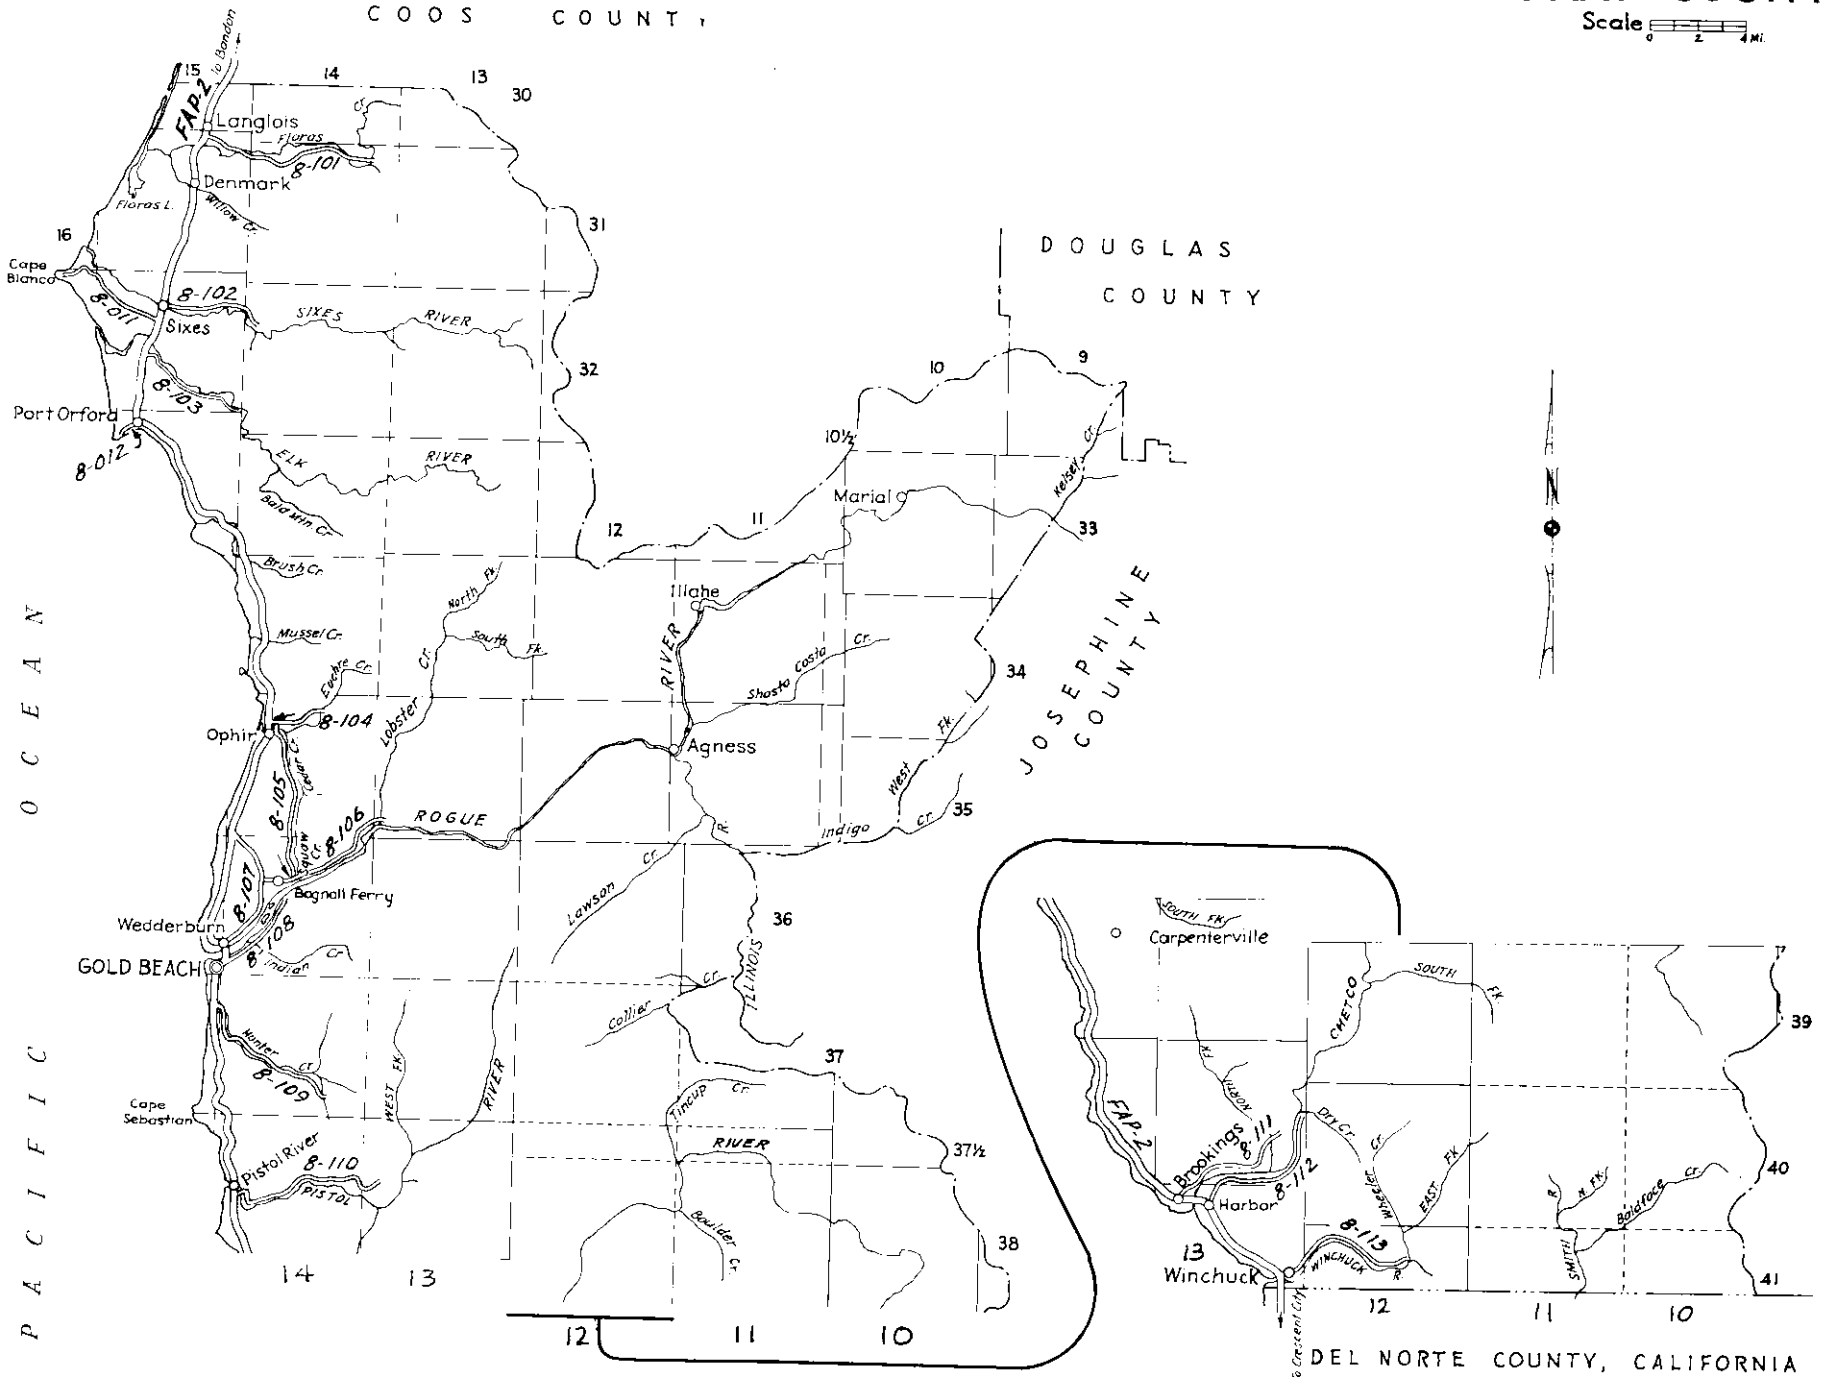 COOS COUNTY
Scale
0 2 4 Mi.
To Bandon
15
14
13
30
FAP-2
Langlois
Cr.
Floras
8-101
Denmark
Willow Cr.
Floras L.
16
31
Cape
Blanco
8-011
8-102
Sixes
SIXES RIVER
DOUGLAS
COUNTY
32
10
9
8-103
Port Orford
8-012
ELK RIVER
Bald Mtn. Cr.
10½
Kelsey Cr.
Marial
12
11
33
Brush Cr.
North Fk.
Illahe
Mussel Cr.
South Fk.
RIVER
Shasta Costa Cr.
JOSEPHINE
COUNTY
34
Euchre Cr.
8-104
Lobster Cr.
Ophir
Agness
West Fk.
Cedar Cr.
8-105
8-106
ROGUE
R.
Indigo Cr.
35
Squaw
Cr.
8-107
Bagnall Ferry
Lawson Cr.
36
Wedderburn
8-108
Indian Cr.
GOLD BEACH
ILLINOIS
Collier Cr.
SOUTH FK.
Carpenterville
CHETCO
SOUTH FK.
39
Hunter Cr.
8-109
WEST FK.
RIVER
37
Cape
Sebastian
Tincup Cr.
NORTH FK.
RIVER
37½
FAP-2
Brookings
8-111
8-112
Dry Cr.
Cr.
Wheeler
EAST FK.
40
Pistol River
8-110
PISTOL
Boulder Cr.
Harbor
R.
N. FK.
Baldface Cr.
SMITH
38
13
8-113
Winchuck
WINCHUCK R.
41
14
13
12
11
10
12
11
10
To Crescent City
DEL NORTE COUNTY, CALIFORNIA
PACIFIC OCEAN
N